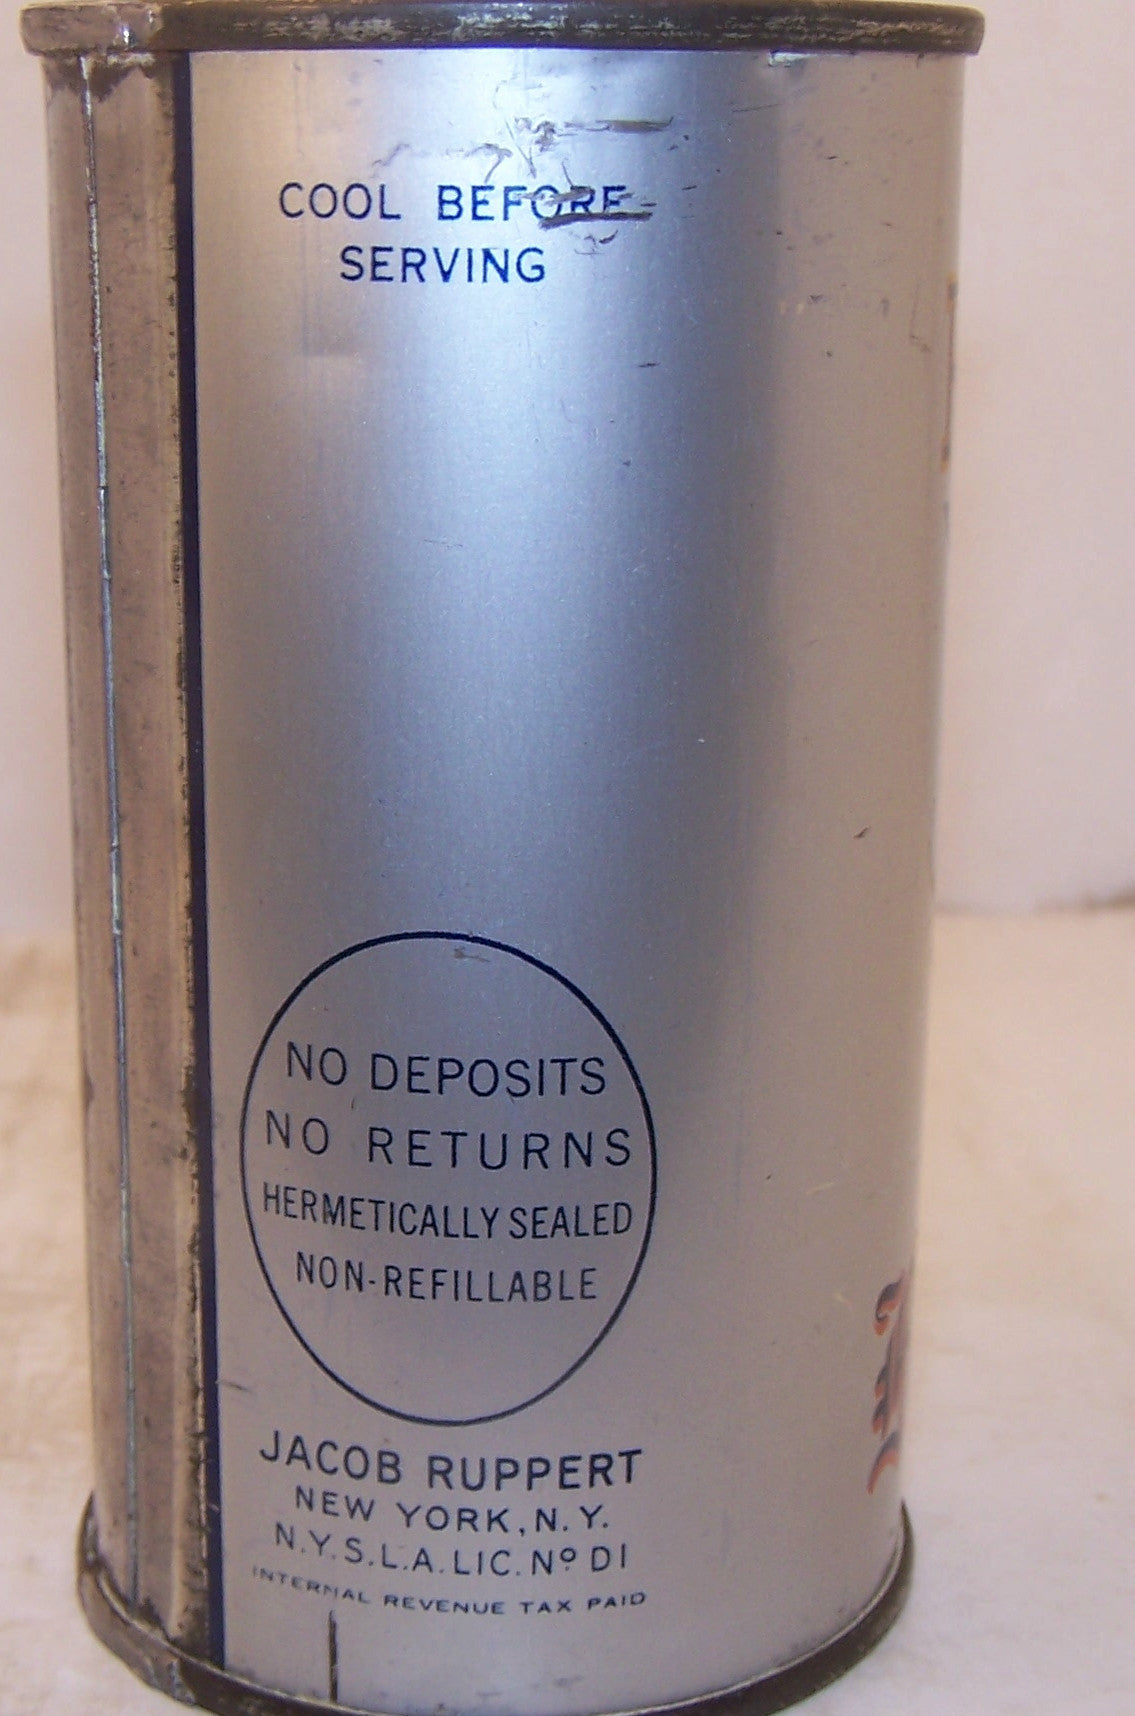 COOL BEFORE
SERVING
NO DEPOSITS
NO RETURNS
HERMETICALLY SEALED
NON-REFILLABLE
JACOB RUPPERT
NEW YORK, N.Y.
N.Y.S.L.A. LIC. Nº D1
INTERNAL REVENUE TAX PAID